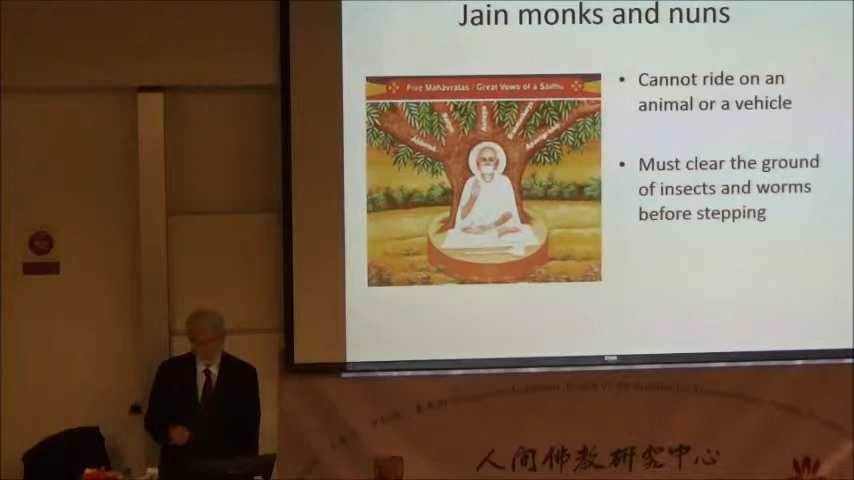 Jain monks and nuns
Five Mahavratas / Great Vows of a Sadhu
• Cannot ride on an
animal or a vehicle
• Must clear the ground
of insects and worms
before stepping
人间佛教研究中心